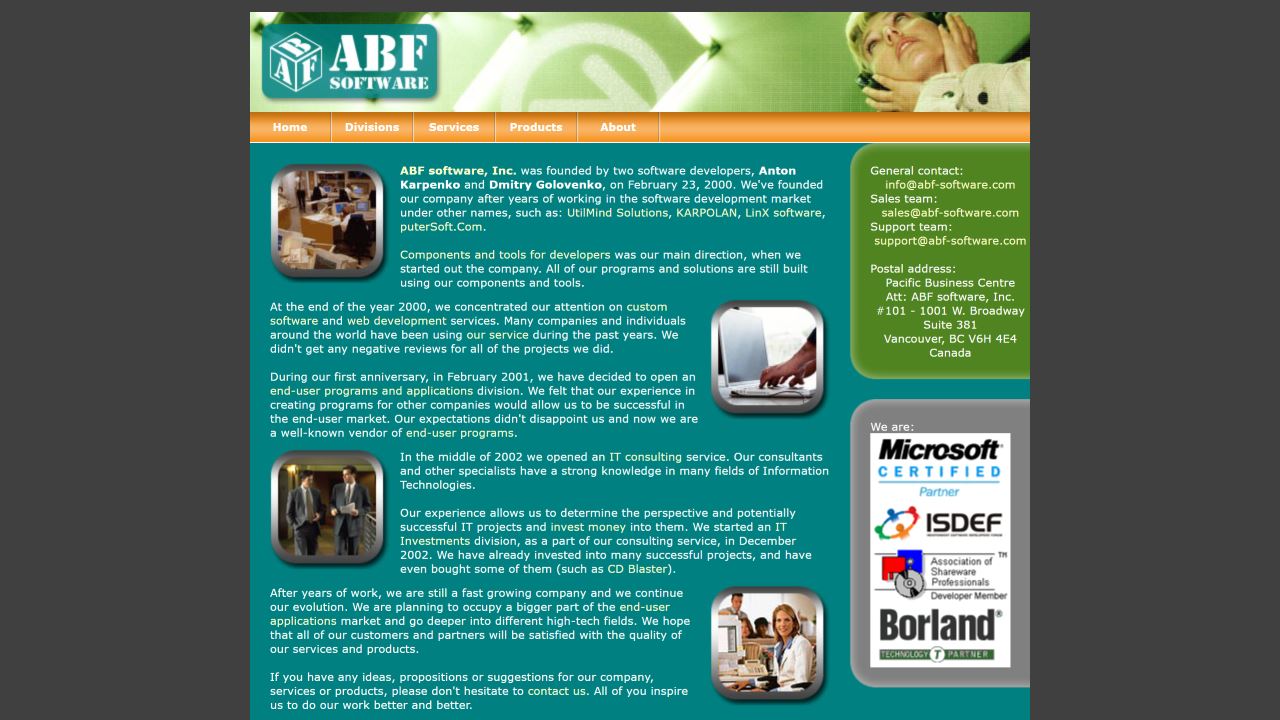 ABF
SOFTWARE
Home Divisions Services Products About
ABF software, Inc. was founded by two software developers, Anton
Karpenko and Dmitry Golovenko, on February 23, 2000. We've founded
our company after years of working in the software development market
under other names, such as: UtilMind Solutions, KARPOLAN, LinX software,
puterSoft.Com.
Components and tools for developers was our main direction, when we
started out the company. All of our programs and solutions are still built
using our components and tools.
At the end of the year 2000, we concentrated our attention on custom
software and web development services. Many companies and individuals
around the world have been using our service during the past years. We
didn't get any negative reviews for all of the projects we did.
During our first anniversary, in February 2001, we have decided to open an
end-user programs and applications division. We felt that our experience in
creating programs for other companies would allow us to be successful in
the end-user market. Our expectations didn't disappoint us and now we are
a well-known vendor of end-user programs.
In the middle of 2002 we opened an IT consulting service. Our consultants
and other specialists have a strong knowledge in many fields of Information
Technologies.
Our experience allows us to determine the perspective and potentially
successful IT projects and invest money into them. We started an IT
Investments division, as a part of our consulting service, in December
2002. We have already invested into many successful projects, and have
even bought some of them (such as CD Blaster).
After years of work, we are still a fast growing company and we continue
our evolution. We are planning to occupy a bigger part of the end-user
applications market and go deeper into different high-tech fields. We hope
that all of our customers and partners will be satisfied with the quality of
our services and products.
If you have any ideas, propositions or suggestions for our company,
services or products, please don't hesitate to contact us. All of you inspire
us to do our work better and better.
General contact:
info@abf-software.com
Sales team:
sales@abf-software.com
Support team:
support@abf-software.com
Postal address:
Pacific Business Centre
Att: ABF software, Inc.
#101 - 1001 W. Broadway
Suite 381
Vancouver, BC V6H 4E4
Canada
We are:
Microsoft
CERTIFIED
Partner
ISDEF
INDEPENDENT SOFTWARE DEVELOPERS FORUM
Association of
Shareware
Professionals
TM
Developer Member
Borland®
TECHNOLOGY T PARTNER